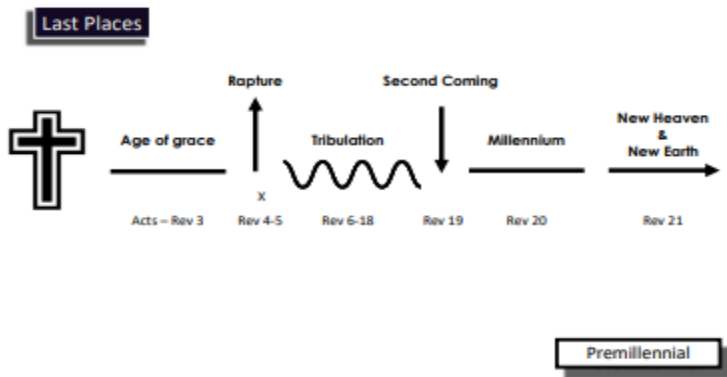 Last Places
Rapture
Second Coming
Age of grace
Tribulation
Millennium
New Heaven
&
New Earth
x
Acts – Rev 3
Rev 4-5
Rev 6-18
Rev 19
Rev 20
Rev 21
Premillennial